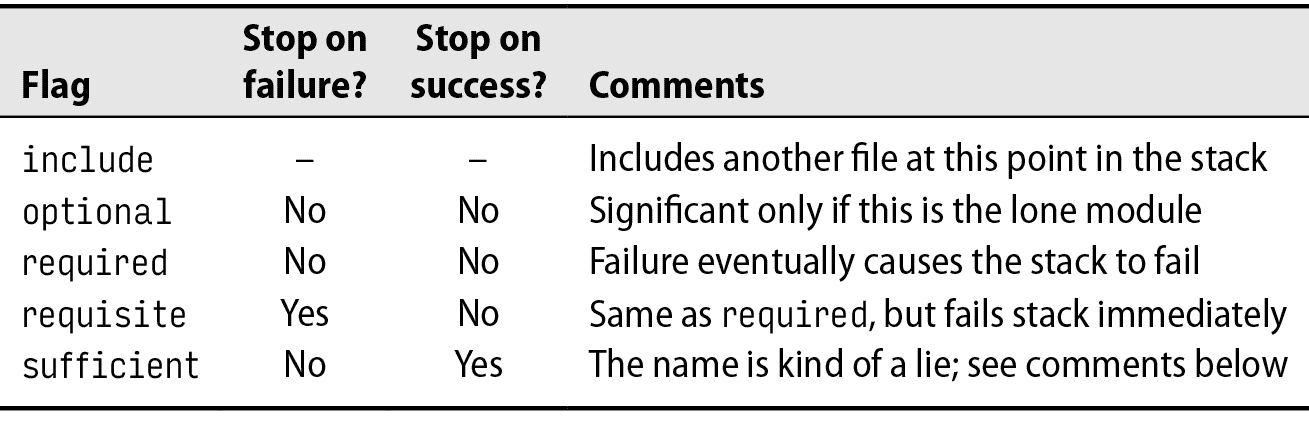 Flag Stop on failure? Stop on success? Comments
include – – Includes another file at this point in the stack
optional No No Significant only if this is the lone module
required No No Failure eventually causes the stack to fail
requisite Yes No Same as required, but fails stack immediately
sufficient No Yes The name is kind of a lie; see comments below